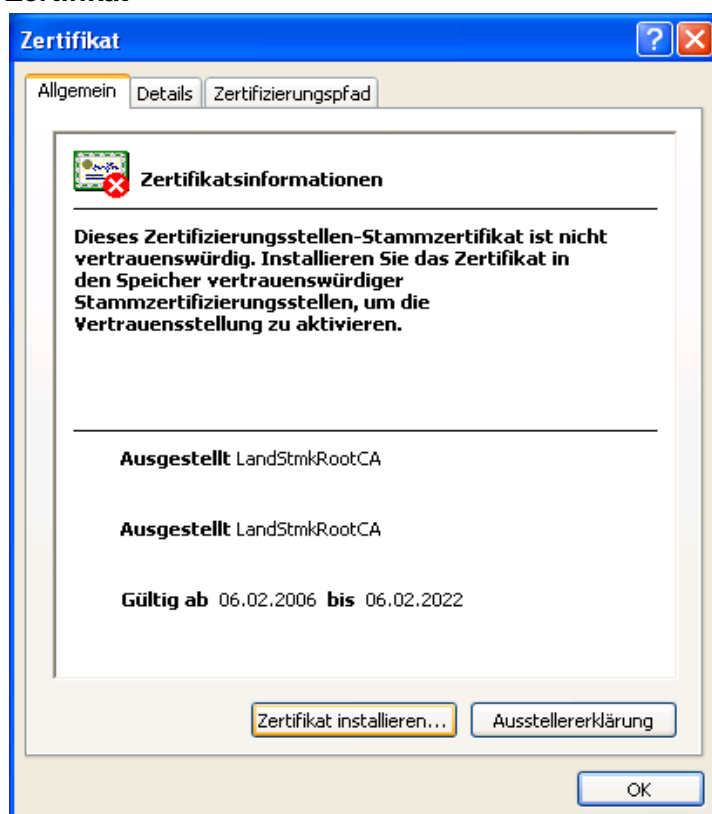 Zertifikat
Allgemein Details Zertifizierungspfad
Zertifikatsinformationen
Dieses Zertifizierungsstellen-Stammzertifikat ist nicht
vertrauenswürdig. Installieren Sie das Zertifikat in
den Speicher vertrauenswürdiger
Stammzertifizierungsstellen, um die
Vertrauensstellung zu aktivieren.
Ausgestellt LandStmkRootCA
Ausgestellt LandStmkRootCA
Gültig ab 06.02.2006 bis 06.02.2022
Zertifikat installieren... Ausstellererklärung
OK